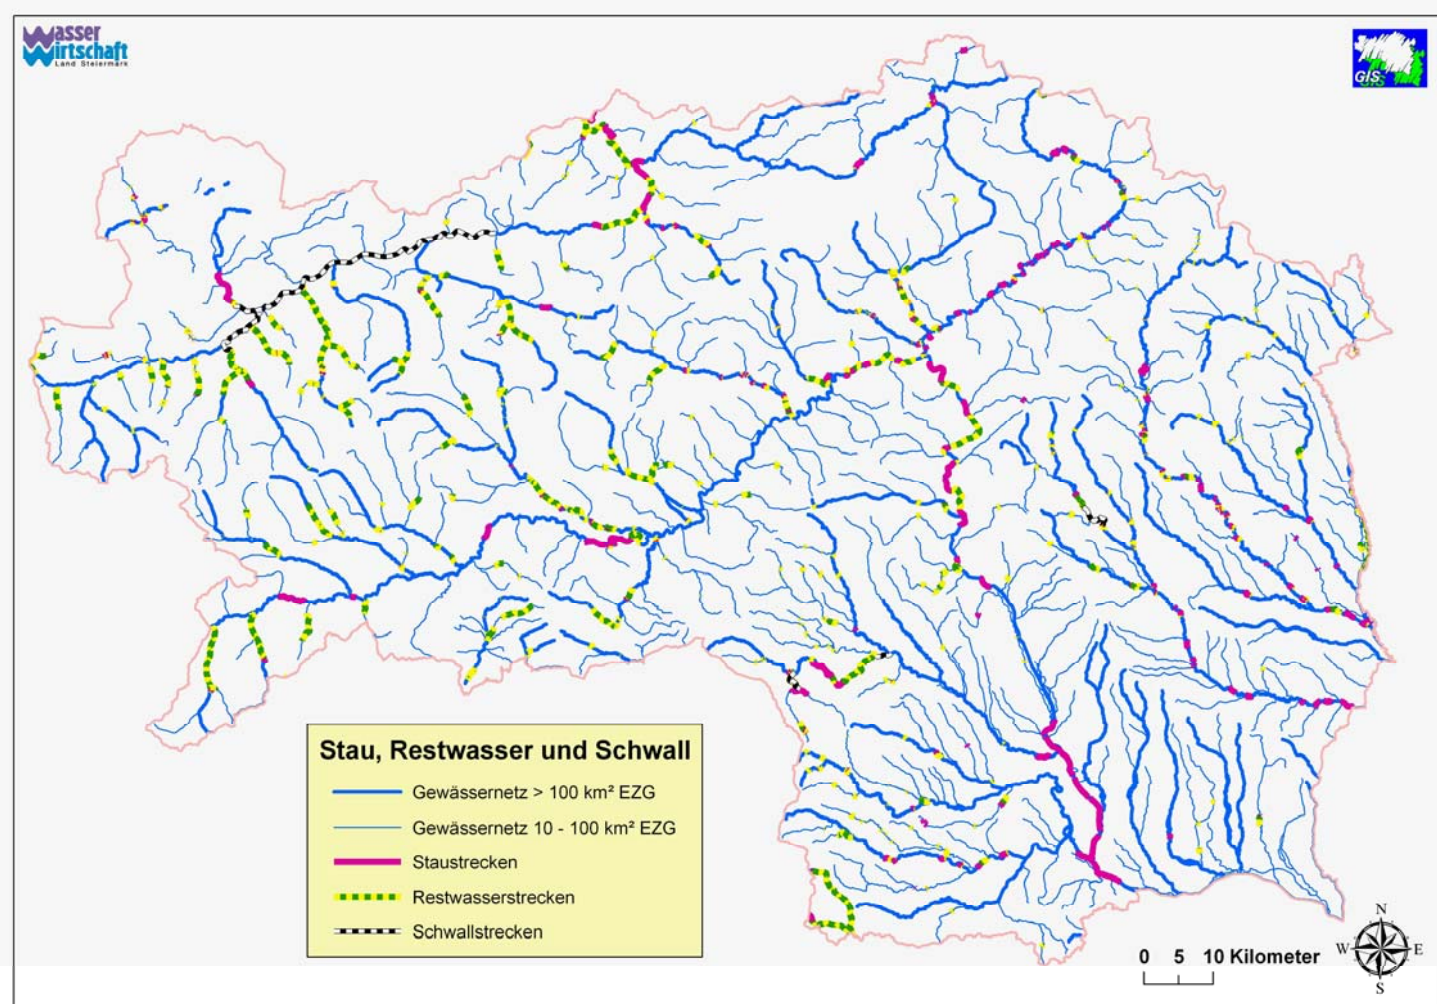 Wasser
Wirtschaft
Land Steiermark
GIS
GIS
Stau, Restwasser und Schwall
Gewässernetz > 100 km² EZG
Gewässernetz 10 - 100 km² EZG
Staustrecken
Restwasserstrecken
Schwallstrecken
0 5 10 Kilometer
N
W E
S